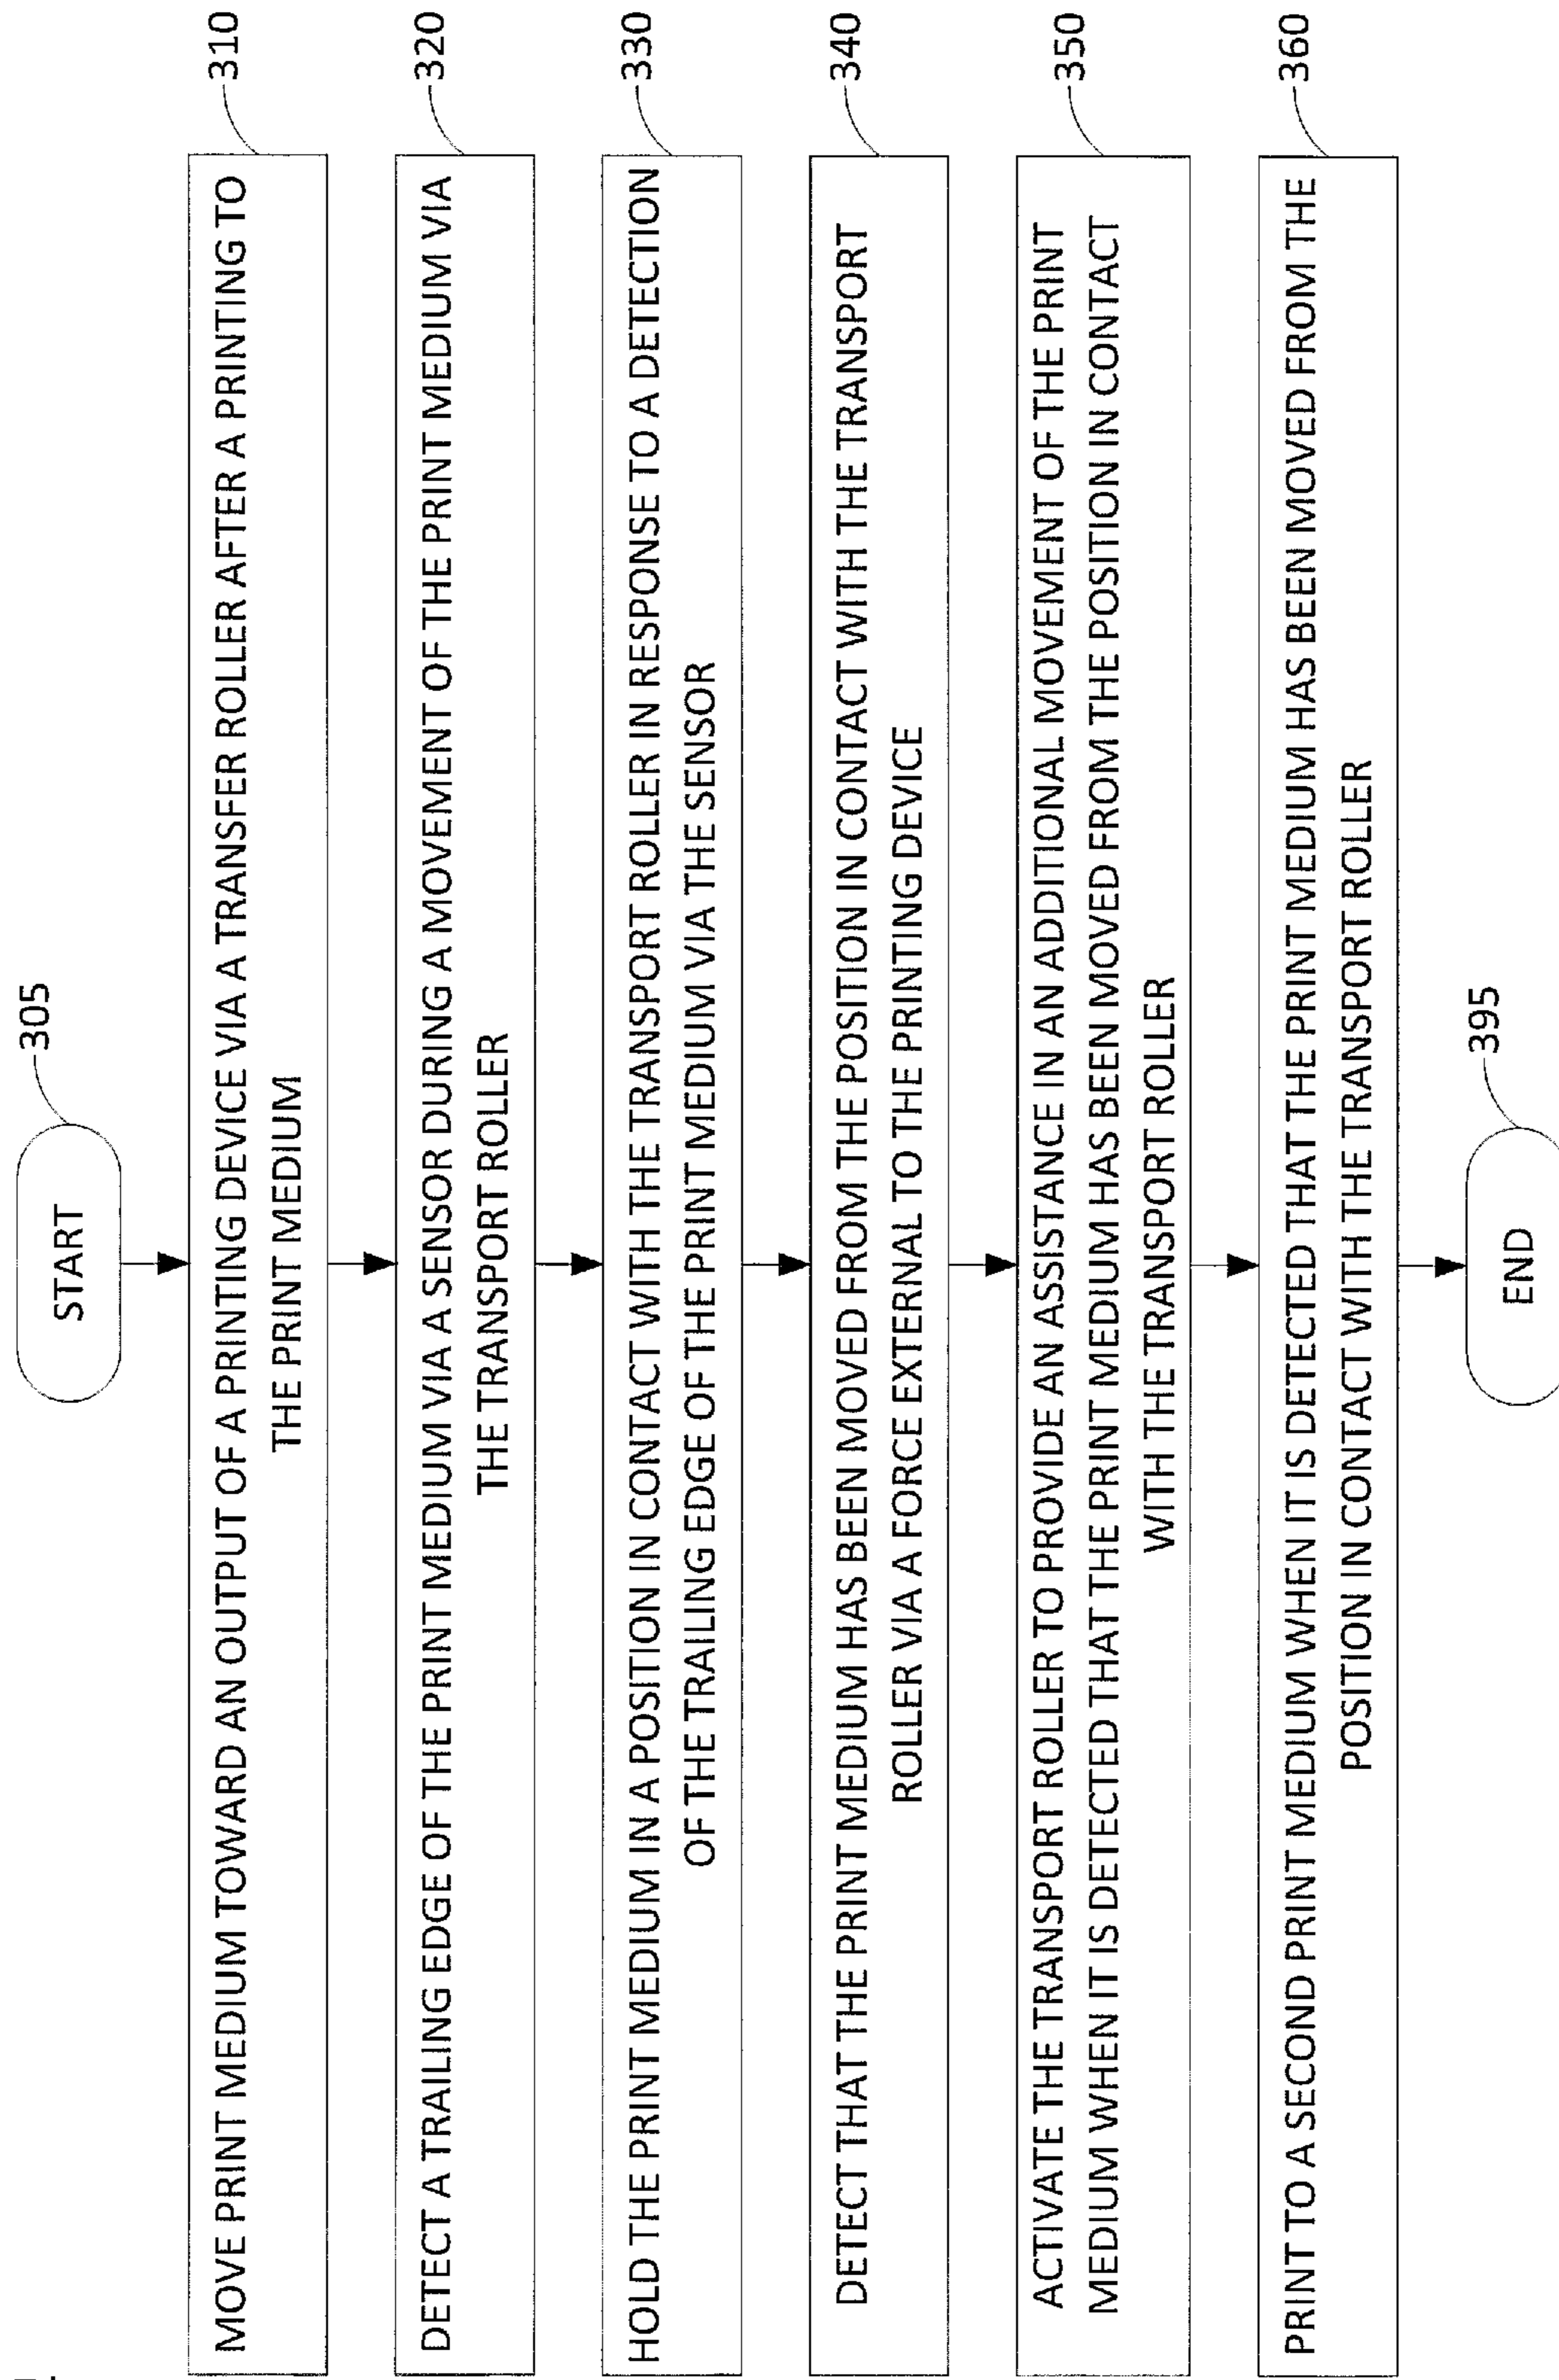 START
305
MOVE PRINT MEDIUM TOWARD AN OUTPUT OF A PRINTING DEVICE VIA A TRANSFER ROLLER AFTER A PRINTING TO
THE PRINT MEDIUM
310
DETECT A TRAILING EDGE OF THE PRINT MEDIUM VIA A SENSOR DURING A MOVEMENT OF THE PRINT MEDIUM VIA
THE TRANSPORT ROLLER
320
HOLD THE PRINT MEDIUM IN A POSITION IN CONTACT WITH THE TRANSPORT ROLLER IN RESPONSE TO A DETECTION
OF THE TRAILING EDGE OF THE PRINT MEDIUM VIA THE SENSOR
330
DETECT THAT THE PRINT MEDIUM HAS BEEN MOVED FROM THE POSITION IN CONTACT WITH THE TRANSPORT
ROLLER VIA A FORCE EXTERNAL TO THE PRINTING DEVICE
340
ACTIVATE THE TRANSPORT ROLLER TO PROVIDE AN ASSISTANCE IN AN ADDITIONAL MOVEMENT OF THE PRINT
MEDIUM WHEN IT IS DETECTED THAT THE PRINT MEDIUM HAS BEEN MOVED FROM THE POSITION IN CONTACT
WITH THE TRANSPORT ROLLER
350
PRINT TO A SECOND PRINT MEDIUM WHEN IT IS DETECTED THAT THE PRINT MEDIUM HAS BEEN MOVED FROM THE
POSITION IN CONTACT WITH THE TRANSPORT ROLLER
360
END
395